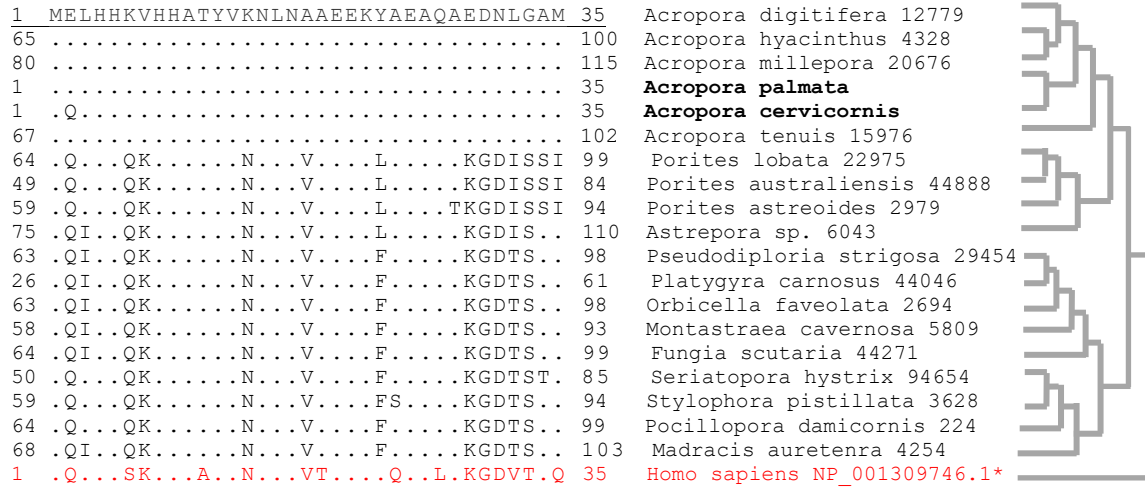 1 MELHHKVHHATYVKNLNAAEEKYAEAQAEDNLGAM 35 Acropora digitifera 12779
65 ................................... 100 Acropora hyacinthus 4328
80 ................................... 115 Acropora millepora 20676
1 ................................... 35 Acropora palmata
1 .Q................................. 35 Acropora cervicornis
67 ................................... 102 Acropora tenuis 15976
64 .Q...QK......N...V....L.....KGDISSI 99 Porites lobata 22975
49 .Q...QK......N...V....L.....KGDISSI 84 Porites australiensis 44888
59 .Q...QK......N...V....L....TKGDISSI 94 Porites astreoides 2979
75 .QI..QK......N...V....L.....KGDIS.. 110 Astrepora sp. 6043
63 .QI..QK......N...V....F.....KGDTS.. 98 Pseudodiploria strigosa 29454
26 .QI..QK......N...V....F.....KGDTS.. 61 Platygyra carnosus 44046
63 .QI..QK......N...V....F.....KGDTS.. 98 Orbicella faveolata 2694
58 .QI..QK......N...V....F.....KGDTS.. 93 Montastraea cavernosa 5809
64 .QI..QK......N...V....F.....KGDTS.. 99 Fungia scutaria 44271
50 .Q...QK......N...V....F.....KGDTST. 85 Seriatopora hystrix 94654
59 .Q...QK......N...V....FS....KGDTS.. 94 Stylophora pistillata 3628
64 .Q...QK......N...V....F.....KGDTS.. 99 Pocillopora damicornis 224
68 .QI..QK......N...V....F.....KGDTS.. 103 Madracis auretenra 4254
1 .Q...SK...A..N...VT....Q..L.KGDVT.Q 35 Homo sapiens NP_001309746.1*